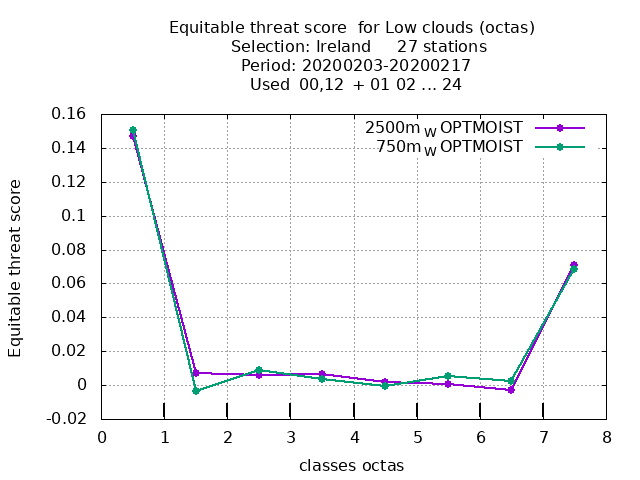 Equitable threat score for Low clouds (octas)
Selection: Ireland 27 stations
Period: 20200203-20200217
Used 00,12 + 01 02 ... 24
2500m W OPTMOIST
750m W OPTMOIST
0.16
0.14
0.12
0.1
0.08
0.06
0.04
0.02
0
-0.02
Equitable threat score
0 1 2 3 4 5 6 7 8
classes octas